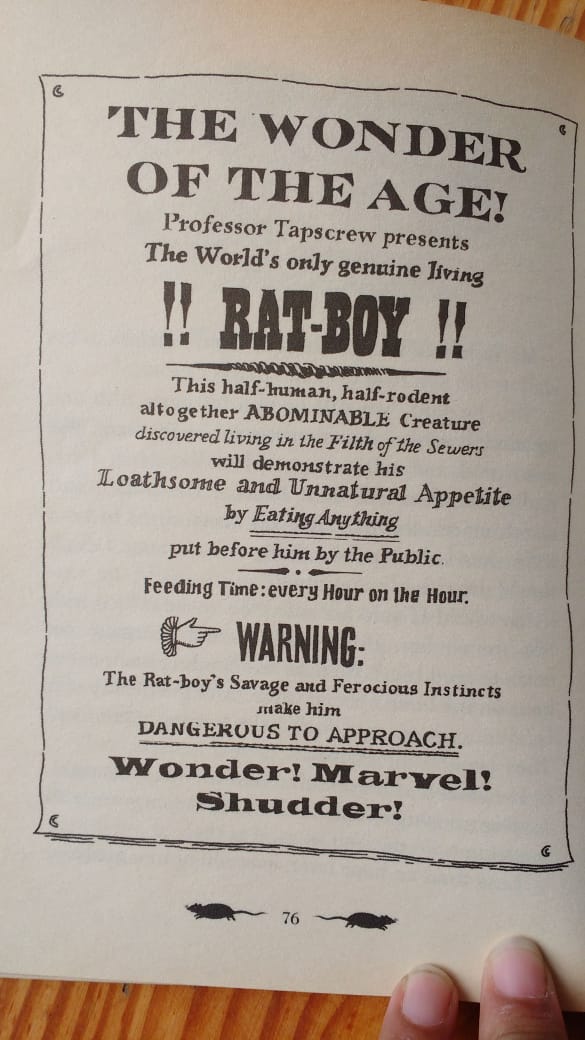 THE WONDER
OF THE AGE!
Professor Tapscrew presents
The World's only genuine living
!! RAT-BOY !!
This half-human, half-rodent
altogether ABOMINABLE Creature
discovered living in the Filth of the Sewers
will demonstrate his
Loathsome and Unnatural Appetite
by Eating Anything
put before him by the Public.
Feeding Time: every Hour on the Hour.
WARNING:
The Rat-boy's Savage and Ferocious Instincts
make him
DANGEROUS TO APPROACH.
Wonder! Marvel!
Shudder!
76